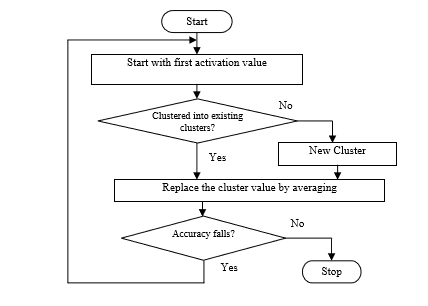 Start
Start with first activation value
No
Clustered into existing
clusters?
Yes
New Cluster
Replace the cluster value by averaging
Accuracy falls?
No
Yes
Stop